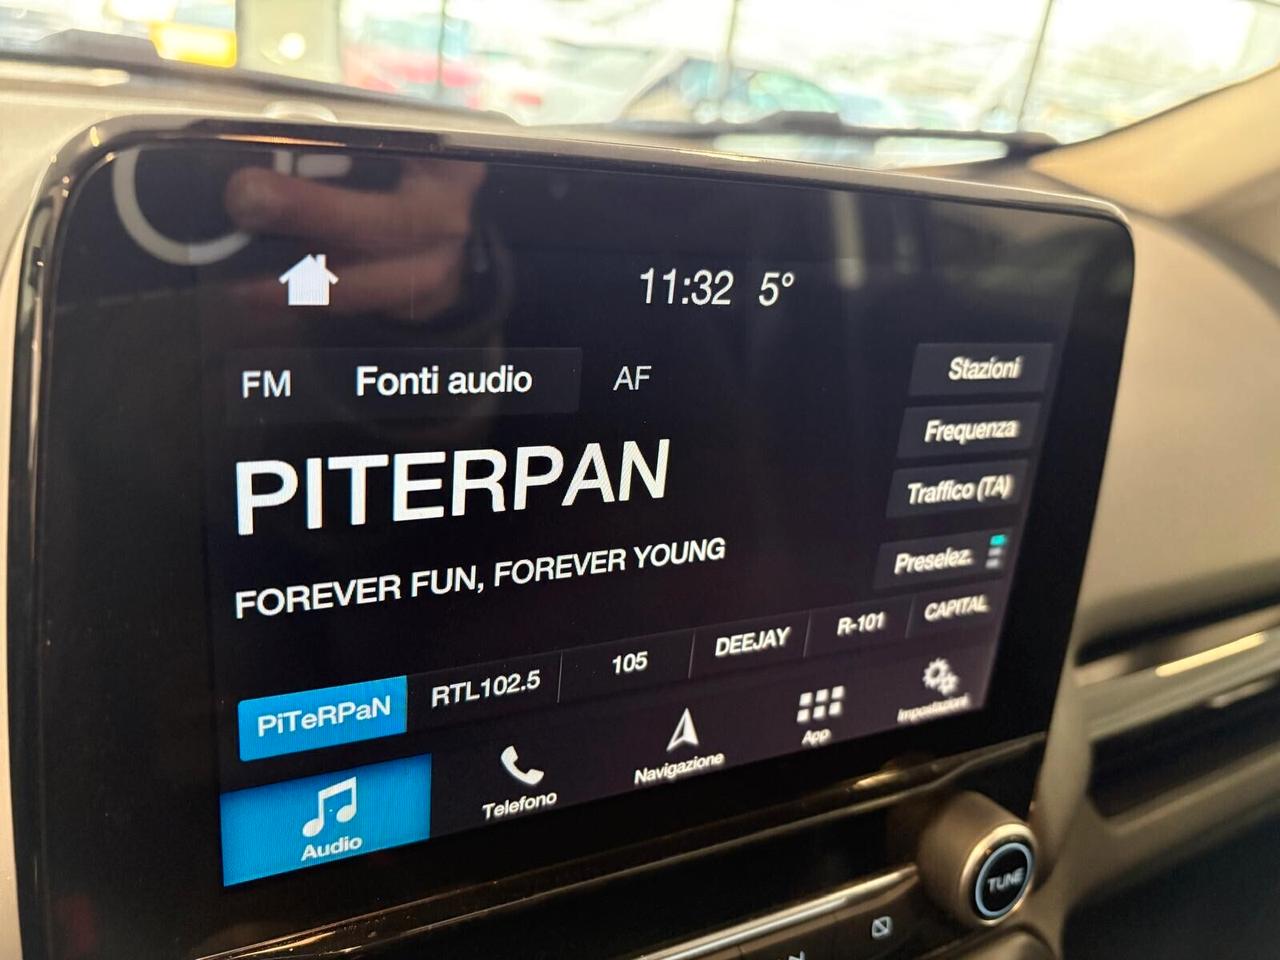 11:32 5°
FM Fonti audio AF
Stazioni
PITERPAN
Frequenza
Traffico (TA)
FOREVER FUN, FOREVER YOUNG
Preselez.
PiTeRPaN RTL102.5 105 DEEJAY R-101 CAPITAL
Audio Telefono Navigazione App Impostazioni
TUNE